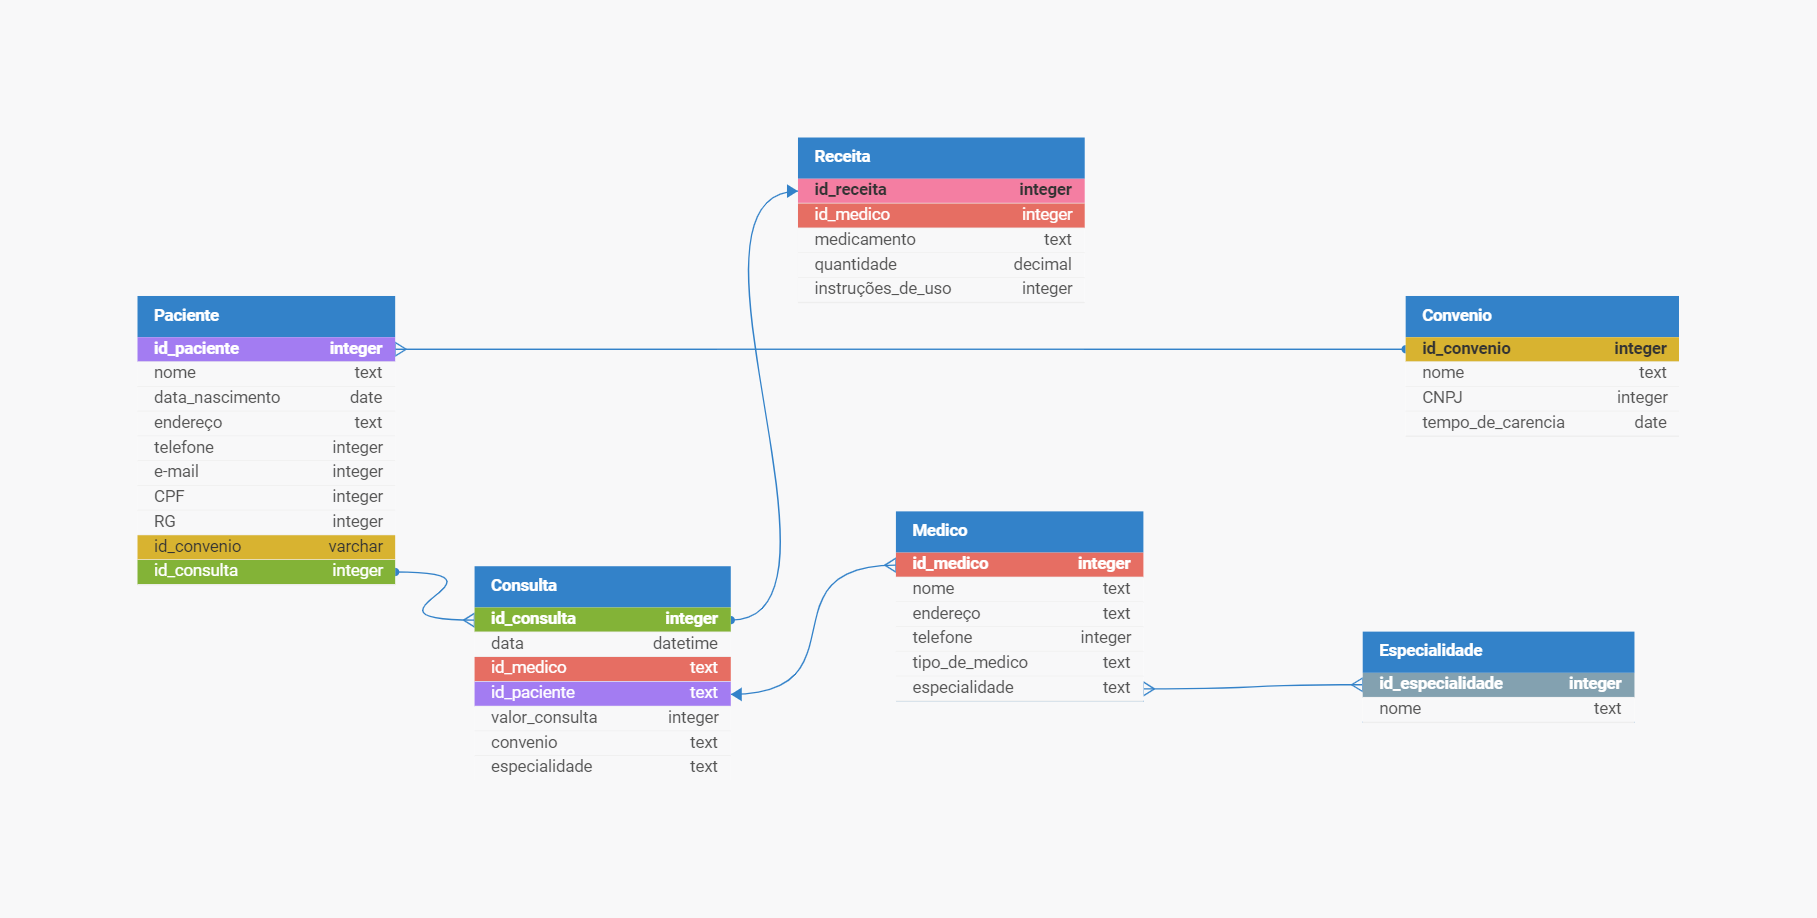 Receita
id_receita integer
id_medico integer
medicamento text
quantidade decimal
instruções_de_uso integer
Paciente
id_paciente integer
nome text
data_nascimento date
endereço text
telefone integer
e-mail integer
CPF integer
RG integer
id_convenio varchar
id_consulta integer
Convenio
id_convenio integer
nome text
CNPJ integer
tempo_de_carencia date
Consulta
id_consulta integer
data datetime
id_medico text
id_paciente text
valor_consulta integer
convenio text
especialidade text
Medico
id_medico integer
nome text
endereço text
telefone integer
tipo_de_medico text
especialidade text
Especialidade
id_especialidade integer
nome text